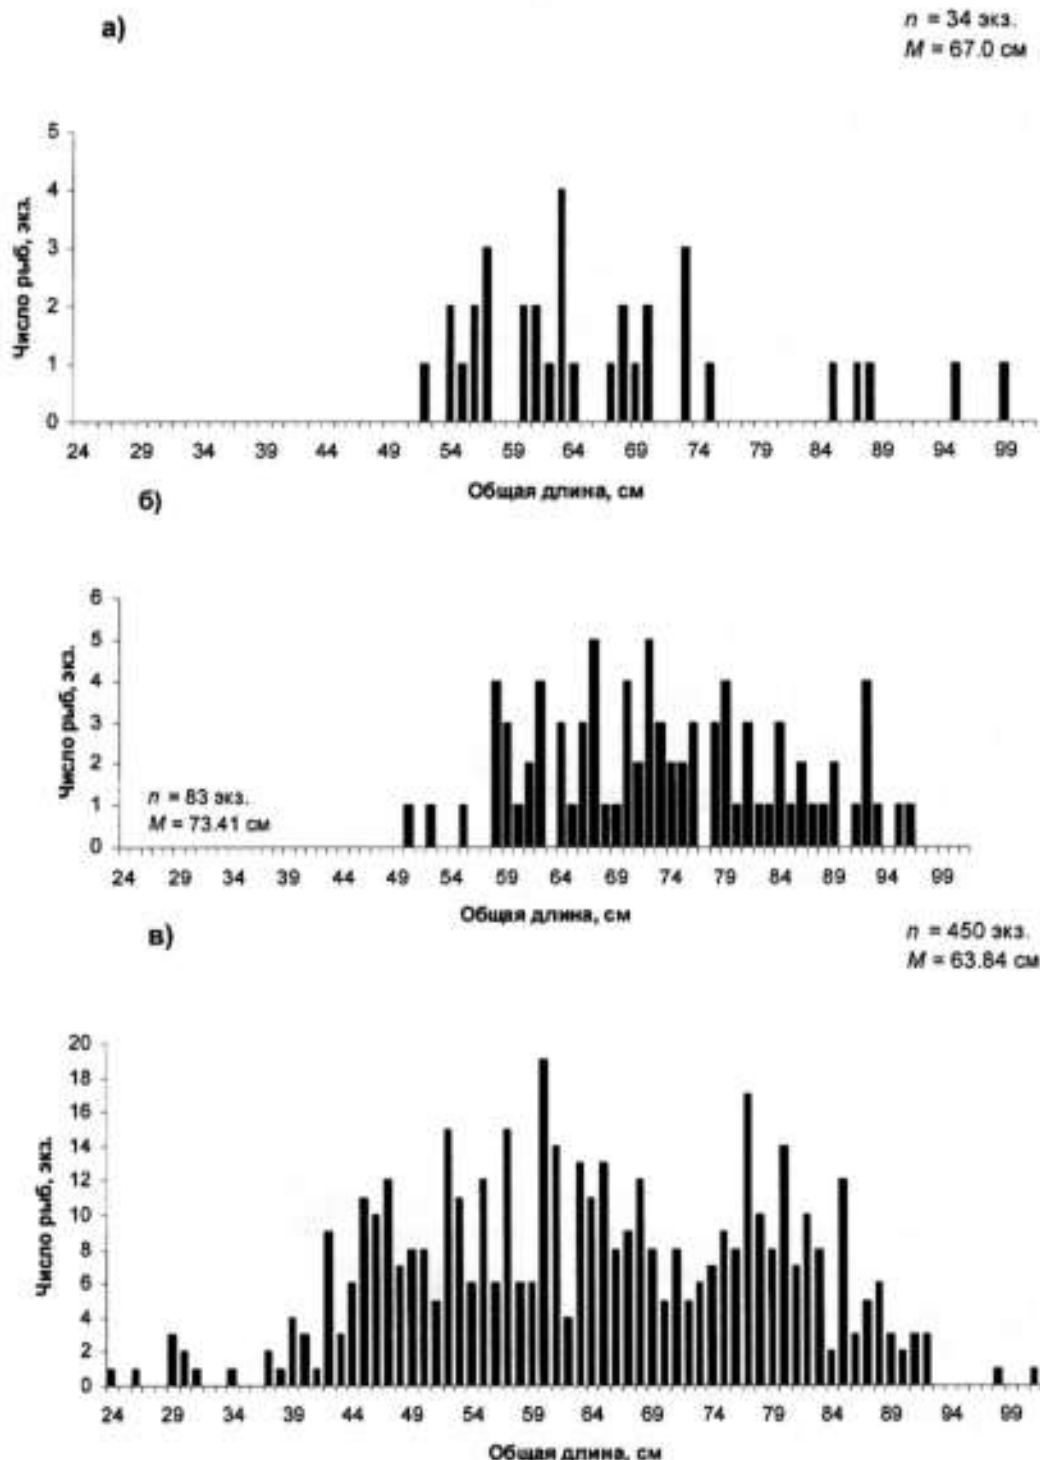 а)
n = 34 экз.
M = 67.0 см
5
4
3
2
1
0
Число рыб, экз.
24 29 34 39 44 49 54 59 64 69 74 79 84 89 94 99
Общая длина, см
б)
6
5
4
3
2
1
0
Число рыб, экз.
n = 83 экз.
M = 73.41 см
24 29 34 39 44 49 54 59 64 69 74 79 84 89 94 99
Общая длина, см
в)
n = 450 экз.
M = 63.84 см
20
18
16
14
12
10
8
6
4
2
0
Число рыб, экз.
24 29 34 39 44 49 54 59 64 69 74 79 84 89 94 99
Общая длина, см